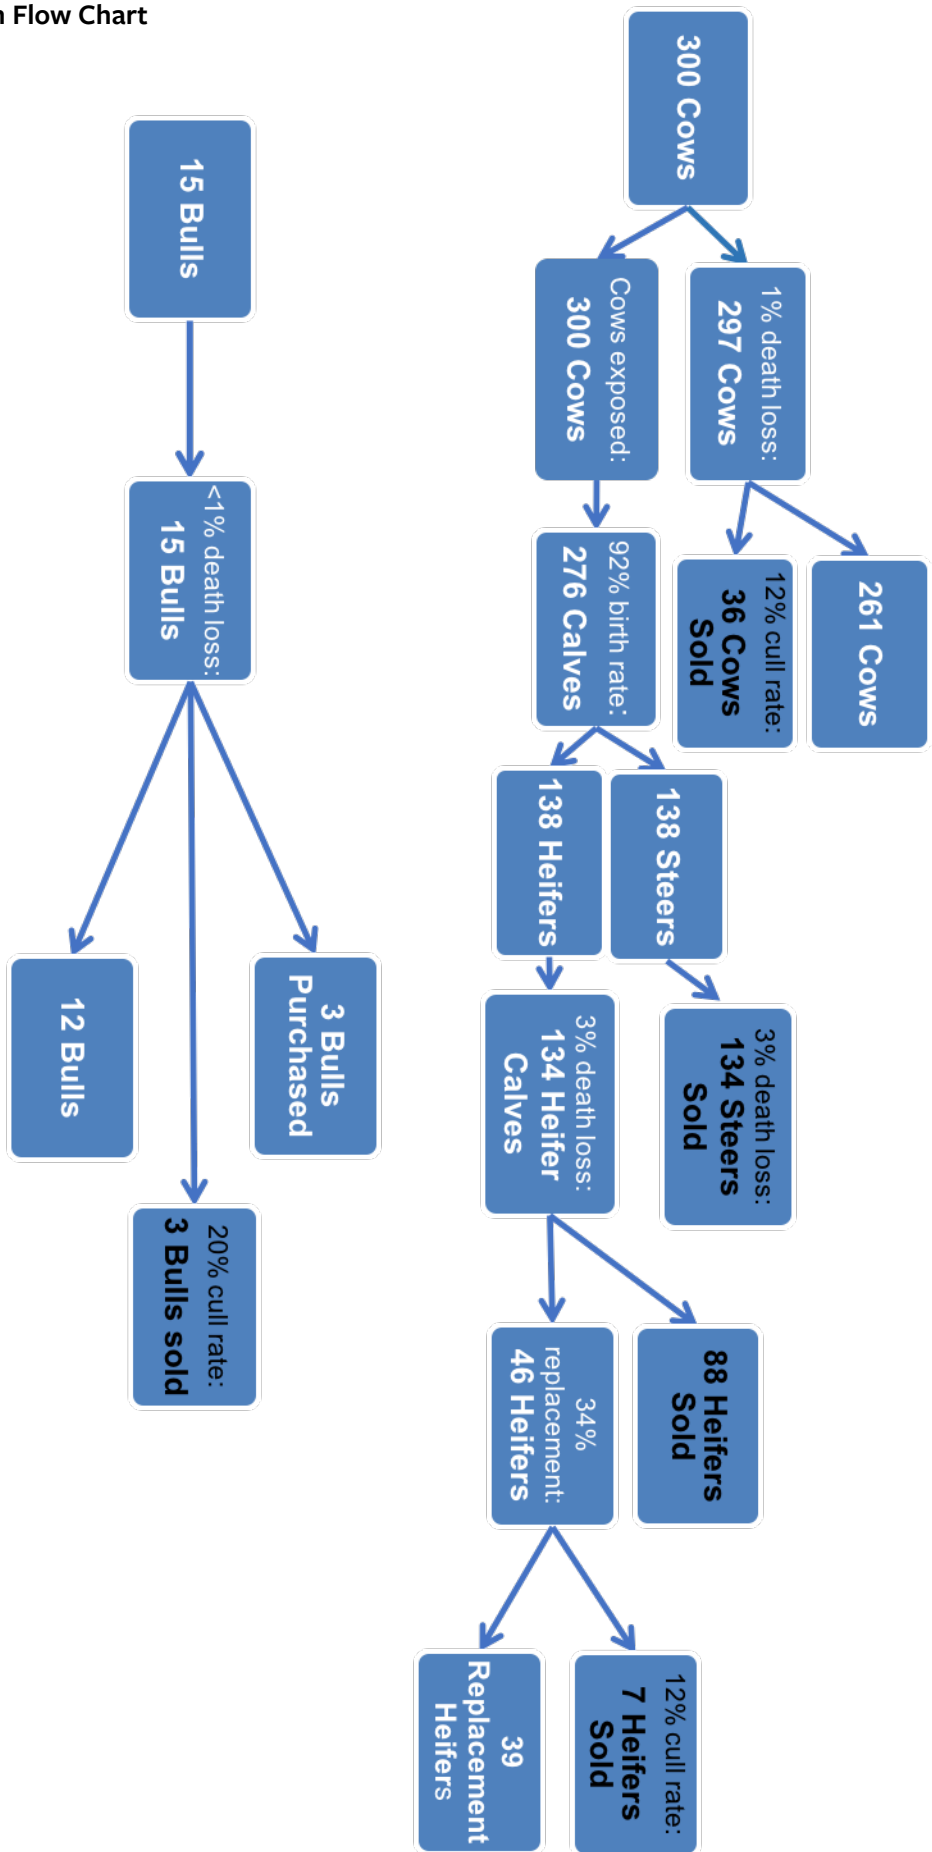 n Flow Chart
300 Cows
1% death loss:
297 Cows
Cows exposed:
300 Cows
261 Cows
12% cull rate:
36 Cows
Sold
92% birth rate:
276 Calves
138 Steers
138 Heifers
3% death loss:
134 Steers
Sold
3% death loss:
134 Heifer
Calves
88 Heifers
Sold
34%
replacement:
46 Heifers
12% cull rate:
7 Heifers
Sold
39
Replacement
Heifers
15 Bulls
<1% death loss:
15 Bulls
3 Bulls
Purchased
20% cull rate:
3 Bulls sold
12 Bulls